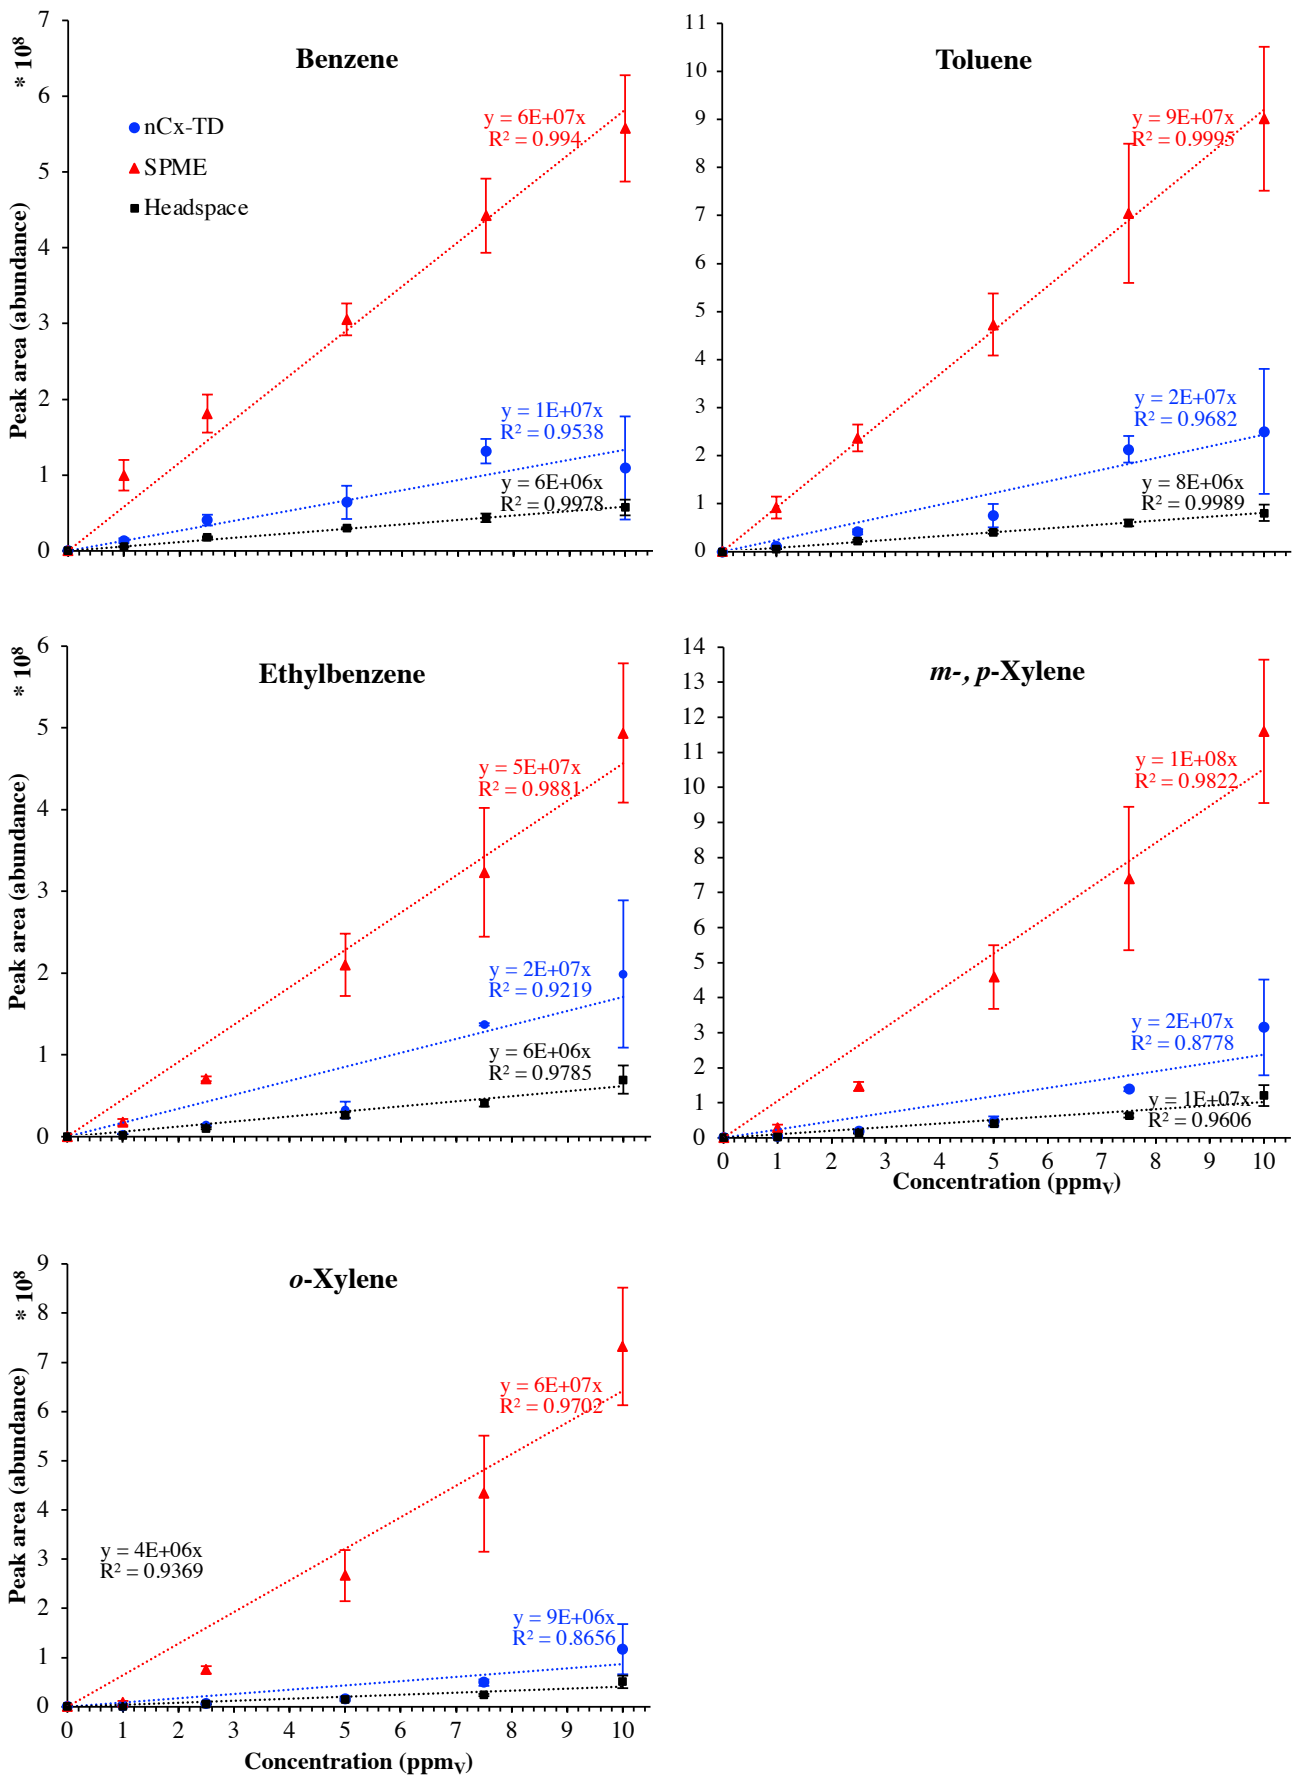 Benzene
* 10⁸
Peak area (abundance)
7
6
5
4
3
2
1
0
nCx-TD
SPME
Headspace
y = 6E+07x
R² = 0.994
y = 1E+07x
R² = 0.9538
y = 6E+06x
R² = 0.9978
Toluene
11
10
9
8
7
6
5
4
3
2
1
0
y = 9E+07x
R² = 0.9995
y = 2E+07x
R² = 0.9682
y = 8E+06x
R² = 0.9989
Ethylbenzene
* 10⁸
Peak area (abundance)
6
5
4
3
2
1
0
y = 5E+07x
R² = 0.9881
y = 2E+07x
R² = 0.9219
y = 6E+06x
R² = 0.9785
m-, p-Xylene
14
13
12
11
10
9
8
7
6
5
4
3
2
1
0
y = 1E+08x
R² = 0.9822
y = 2E+07x
R² = 0.8778
y = 1E+07x
R² = 0.9606
0 1 2 3 4 5 6 7 8 9 10
Concentration (ppmᵥ)
o-Xylene
* 10⁸
Peak area (abundance)
9
8
7
6
5
4
3
2
1
0
y = 6E+07x
R² = 0.9702
y = 4E+06x
R² = 0.9369
y = 9E+06x
R² = 0.8656
0 1 2 3 4 5 6 7 8 9 10
Concentration (ppmᵥ)